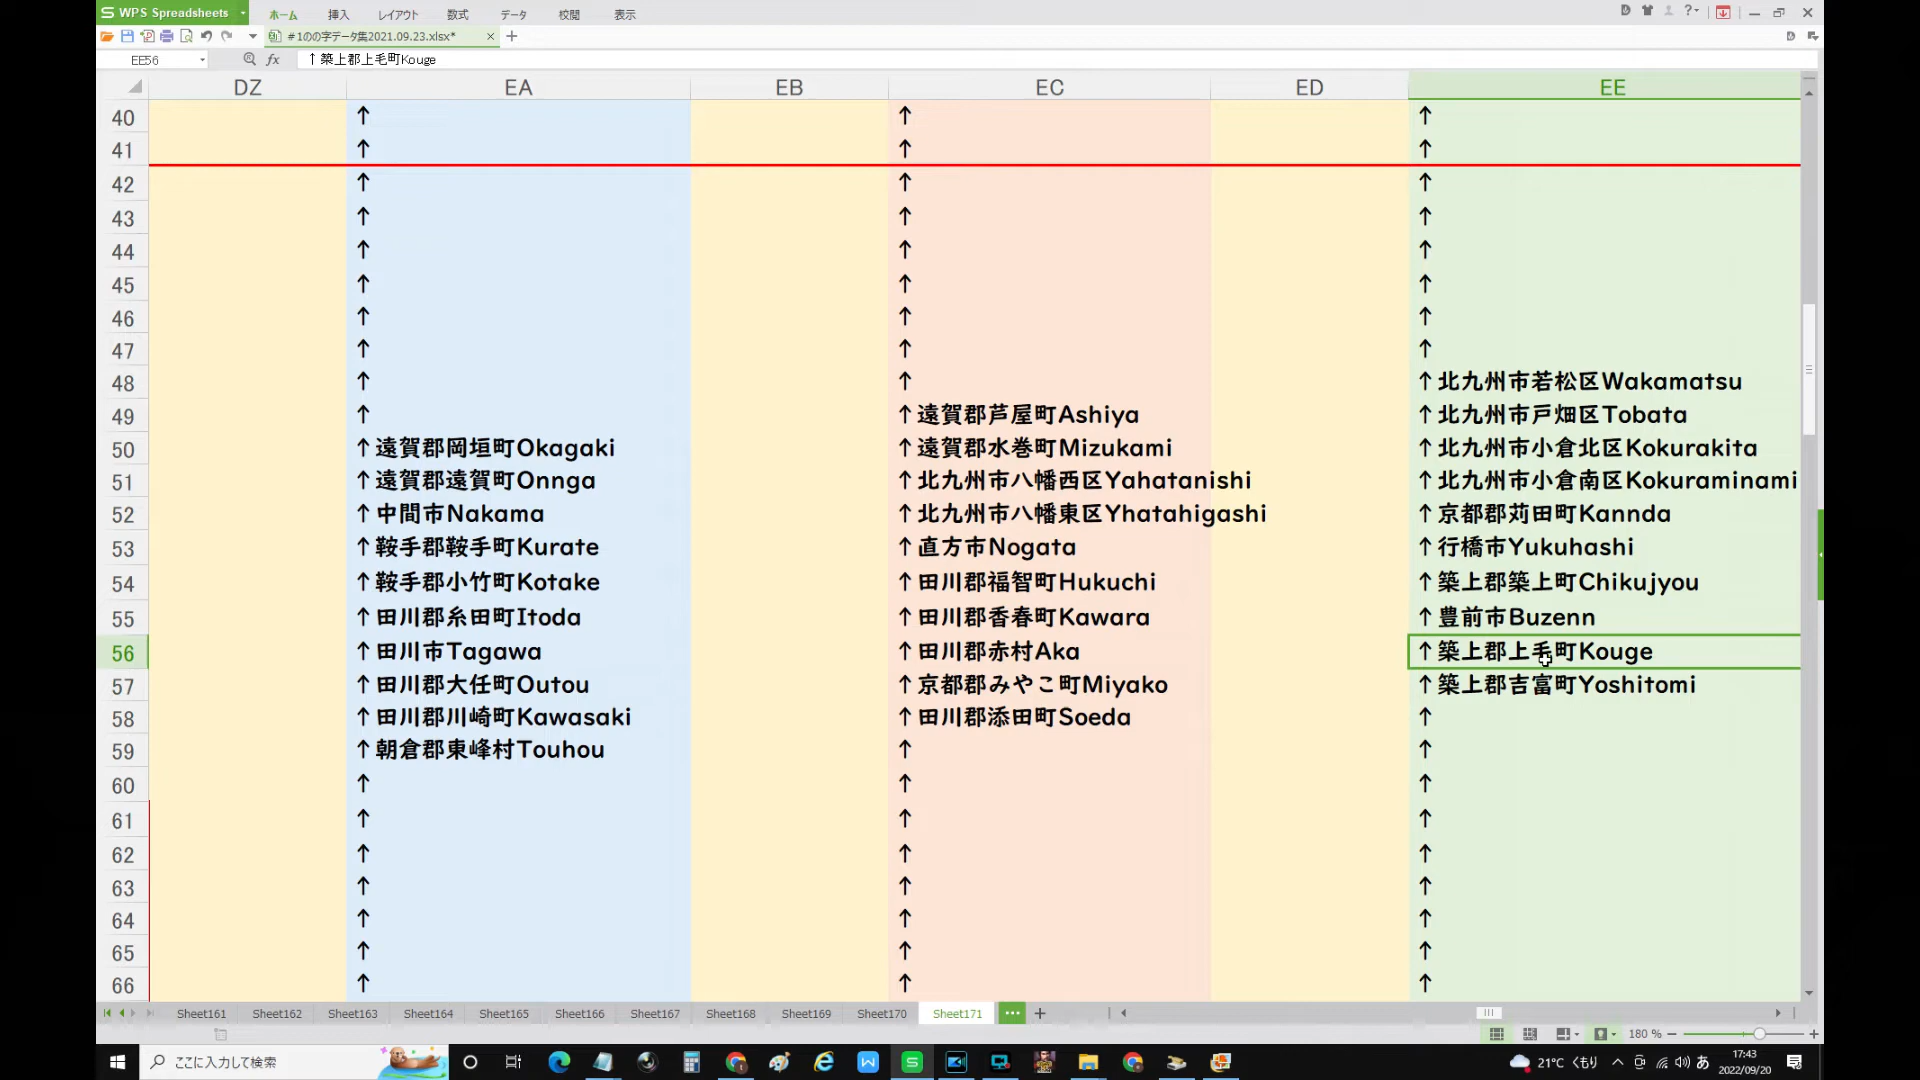 WPS Spreadsheets ホーム 挿入 レイアウト 数式 データ 校閲 表示
#1のの字データ集2021.09.23.xlsx*
EE56 fx ↑築上郡上毛町Kouge
DZ EA EB EC ED EE
40 ↑ ↑ ↑
41 ↑ ↑ ↑
42 ↑ ↑ ↑
43 ↑ ↑ ↑
44 ↑ ↑ ↑
45 ↑ ↑ ↑
46 ↑ ↑ ↑
47 ↑ ↑ ↑
48 ↑ ↑ ↑北九州市若松区Wakamatsu
49 ↑ ↑遠賀郡芦屋町Ashiya ↑北九州市戸畑区Tobata
50 ↑遠賀郡岡垣町Okagaki ↑遠賀郡水巻町Mizukami ↑北九州市小倉北区Kokurakita
51 ↑遠賀郡遠賀町Onnga ↑北九州市八幡西区Yahatanishi ↑北九州市小倉南区Kokuraminami
52 ↑中間市Nakama ↑北九州市八幡東区Yhatahigashi ↑京都郡苅田町Kannda
53 ↑鞍手郡鞍手町Kurate ↑直方市Nogata ↑行橋市Yukuhashi
54 ↑鞍手郡小竹町Kotake ↑田川郡福智町Hukuchi ↑築上郡築上町Chikujyou
55 ↑田川郡糸田町Itoda ↑田川郡香春町Kawara ↑豊前市Buzenn
56 ↑田川市Tagawa ↑田川郡赤村Aka ↑築上郡上毛町Kouge
57 ↑田川郡大任町Outou ↑京都郡みやこ町Miyako ↑築上郡吉富町Yoshitomi
58 ↑田川郡川崎町Kawasaki ↑田川郡添田町Soeda ↑
59 ↑朝倉郡東峰村Touhou ↑ ↑
60 ↑ ↑ ↑
61 ↑ ↑ ↑
62 ↑ ↑ ↑
63 ↑ ↑ ↑
64 ↑ ↑ ↑
65 ↑ ↑ ↑
66 ↑ ↑ ↑
Sheet161 Sheet162 Sheet163 Sheet164 Sheet165 Sheet166 Sheet167 Sheet168 Sheet169 Sheet170 Sheet171
180 %
ここに入力して検索 21°C くもり あ 17:43
2022/09/20